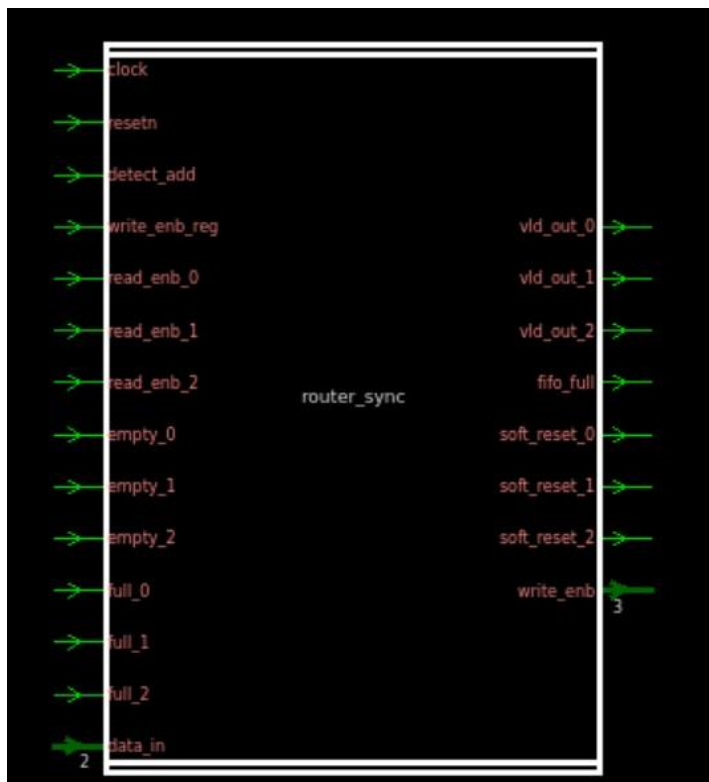 clock
resetn
detect_add
write_enb_reg
vld_out_0
read_enb_0
vld_out_1
read_enb_1
vld_out_2
read_enb_2
fifo_full
router_sync
empty_0
soft_reset_0
empty_1
soft_reset_1
empty_2
soft_reset_2
full_0
write_enb
3
full_1
full_2
data_in
2